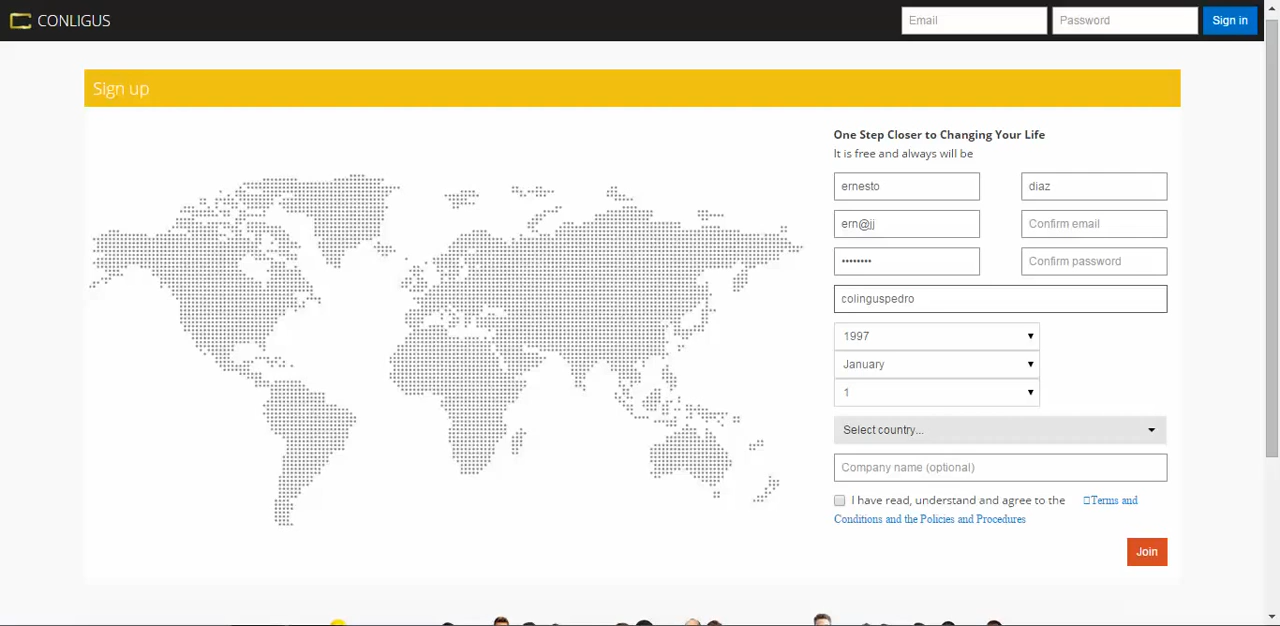 CONLIGUS
Email
Password
Sign in
Sign up
One Step Closer to Changing Your Life
It is free and always will be
ernesto
diaz
ern@jj
Confirm email
••••••••
Confirm password
colinguspedro
1997
January
1
Select country...
Company name (optional)
I have read, understand and agree to the Terms and
Conditions and the Policies and Procedures
Join